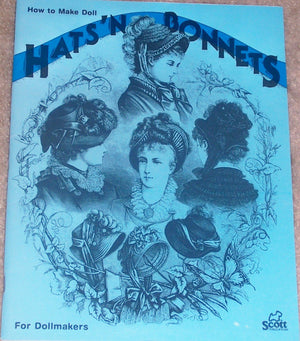 How to Make Doll
HATS'N BONNETS
For Dollmakers
Scott